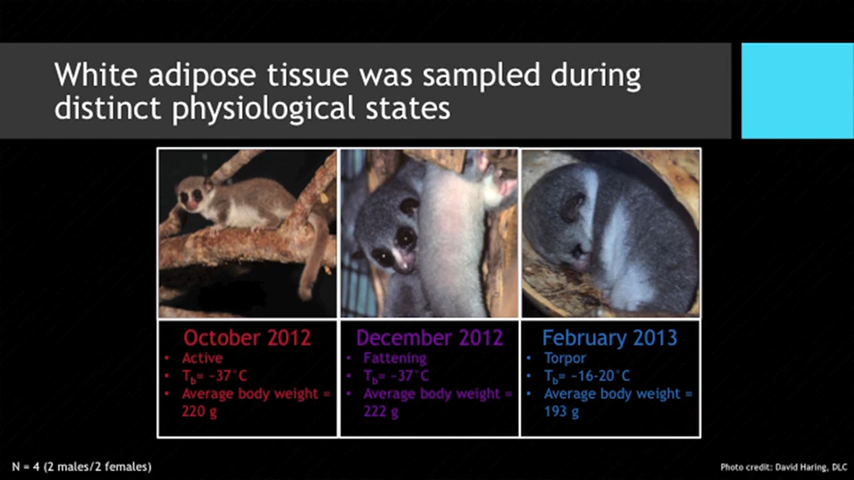 White adipose tissue was sampled during
distinct physiological states
October 2012
• Active
• Tb= ~37°C
• Average body weight =
220 g
December 2012
• Fattening
• Tb= ~37°C
• Average body weight =
222 g
February 2013
• Torpor
• Tb= ~16-20°C
• Average body weight =
193 g
N = 4 (2 males/2 females)
Photo credit: David Haring, DLC